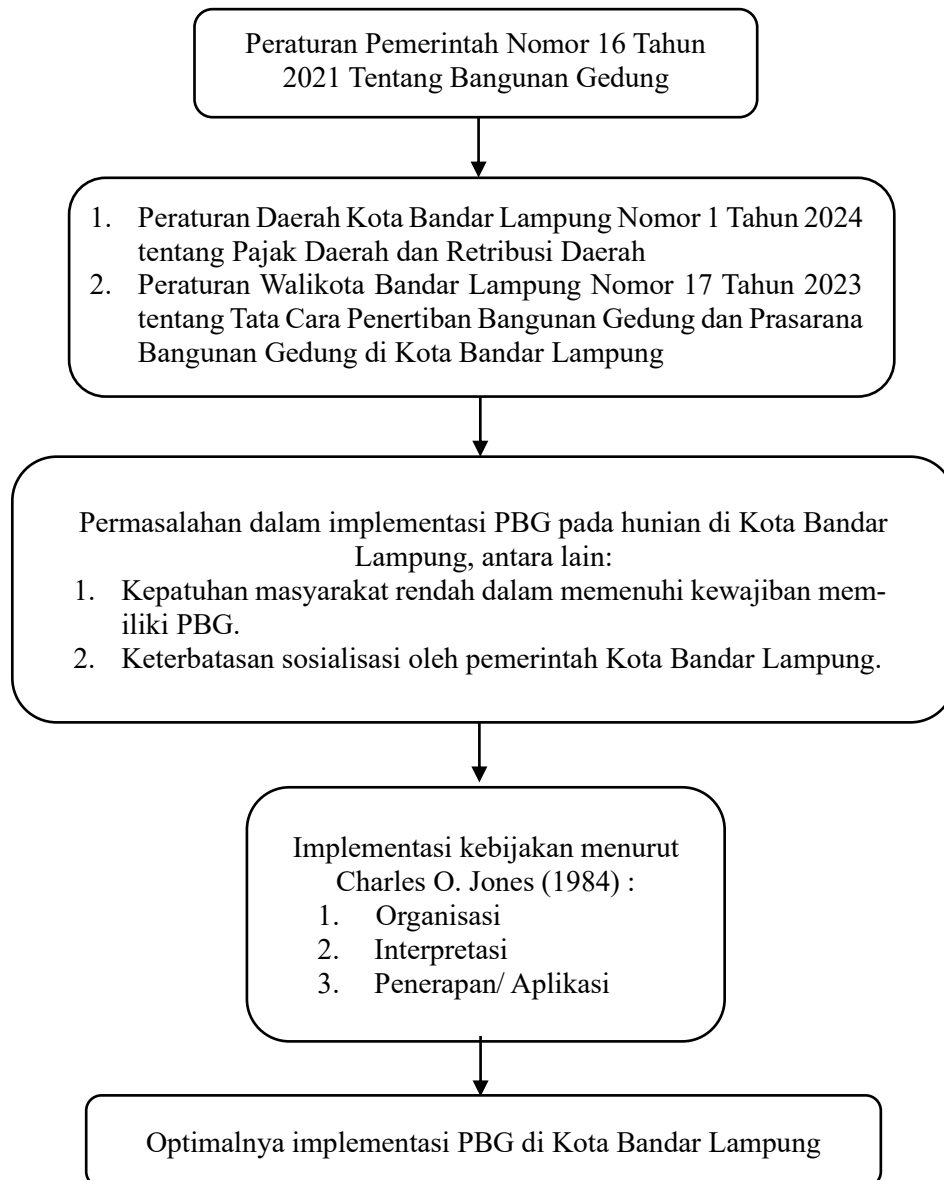 Peraturan Pemerintah Nomor 16 Tahun
2021 Tentang Bangunan Gedung
1. Peraturan Daerah Kota Bandar Lampung Nomor 1 Tahun 2024
tentang Pajak Daerah dan Retribusi Daerah
2. Peraturan Walikota Bandar Lampung Nomor 17 Tahun 2023
tentang Tata Cara Penertiban Bangunan Gedung dan Prasarana
Bangunan Gedung di Kota Bandar Lampung
Permasalahan dalam implementasi PBG pada hunian di Kota Bandar
Lampung, antara lain:
1. Kepatuhan masyarakat rendah dalam memenuhi kewajiban mem-
iliki PBG.
2. Keterbatasan sosialisasi oleh pemerintah Kota Bandar Lampung.
Implementasi kebijakan menurut
Charles O. Jones (1984) :
1. Organisasi
2. Interpretasi
3. Penerapan/ Aplikasi
Optimalnya implementasi PBG di Kota Bandar Lampung